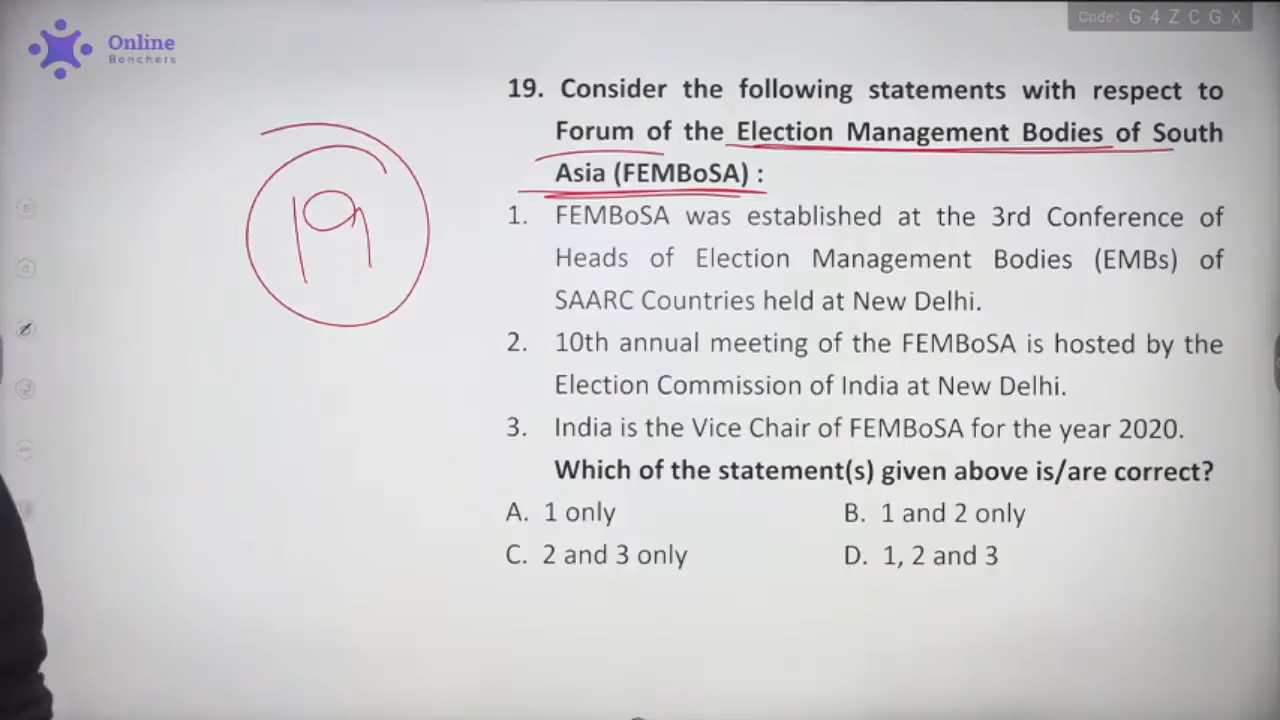 Online
Benchers
Code: G 4 Z C G X
19
19. Consider the following statements with respect to
Forum of the Election Management Bodies of South
Asia (FEMBoSA) :
1. FEMBoSA was established at the 3rd Conference of
Heads of Election Management Bodies (EMBs) of
SAARC Countries held at New Delhi.
2. 10th annual meeting of the FEMBoSA is hosted by the
Election Commission of India at New Delhi.
3. India is the Vice Chair of FEMBoSA for the year 2020.
Which of the statement(s) given above is/are correct?
A. 1 only
B. 1 and 2 only
C. 2 and 3 only
D. 1, 2 and 3